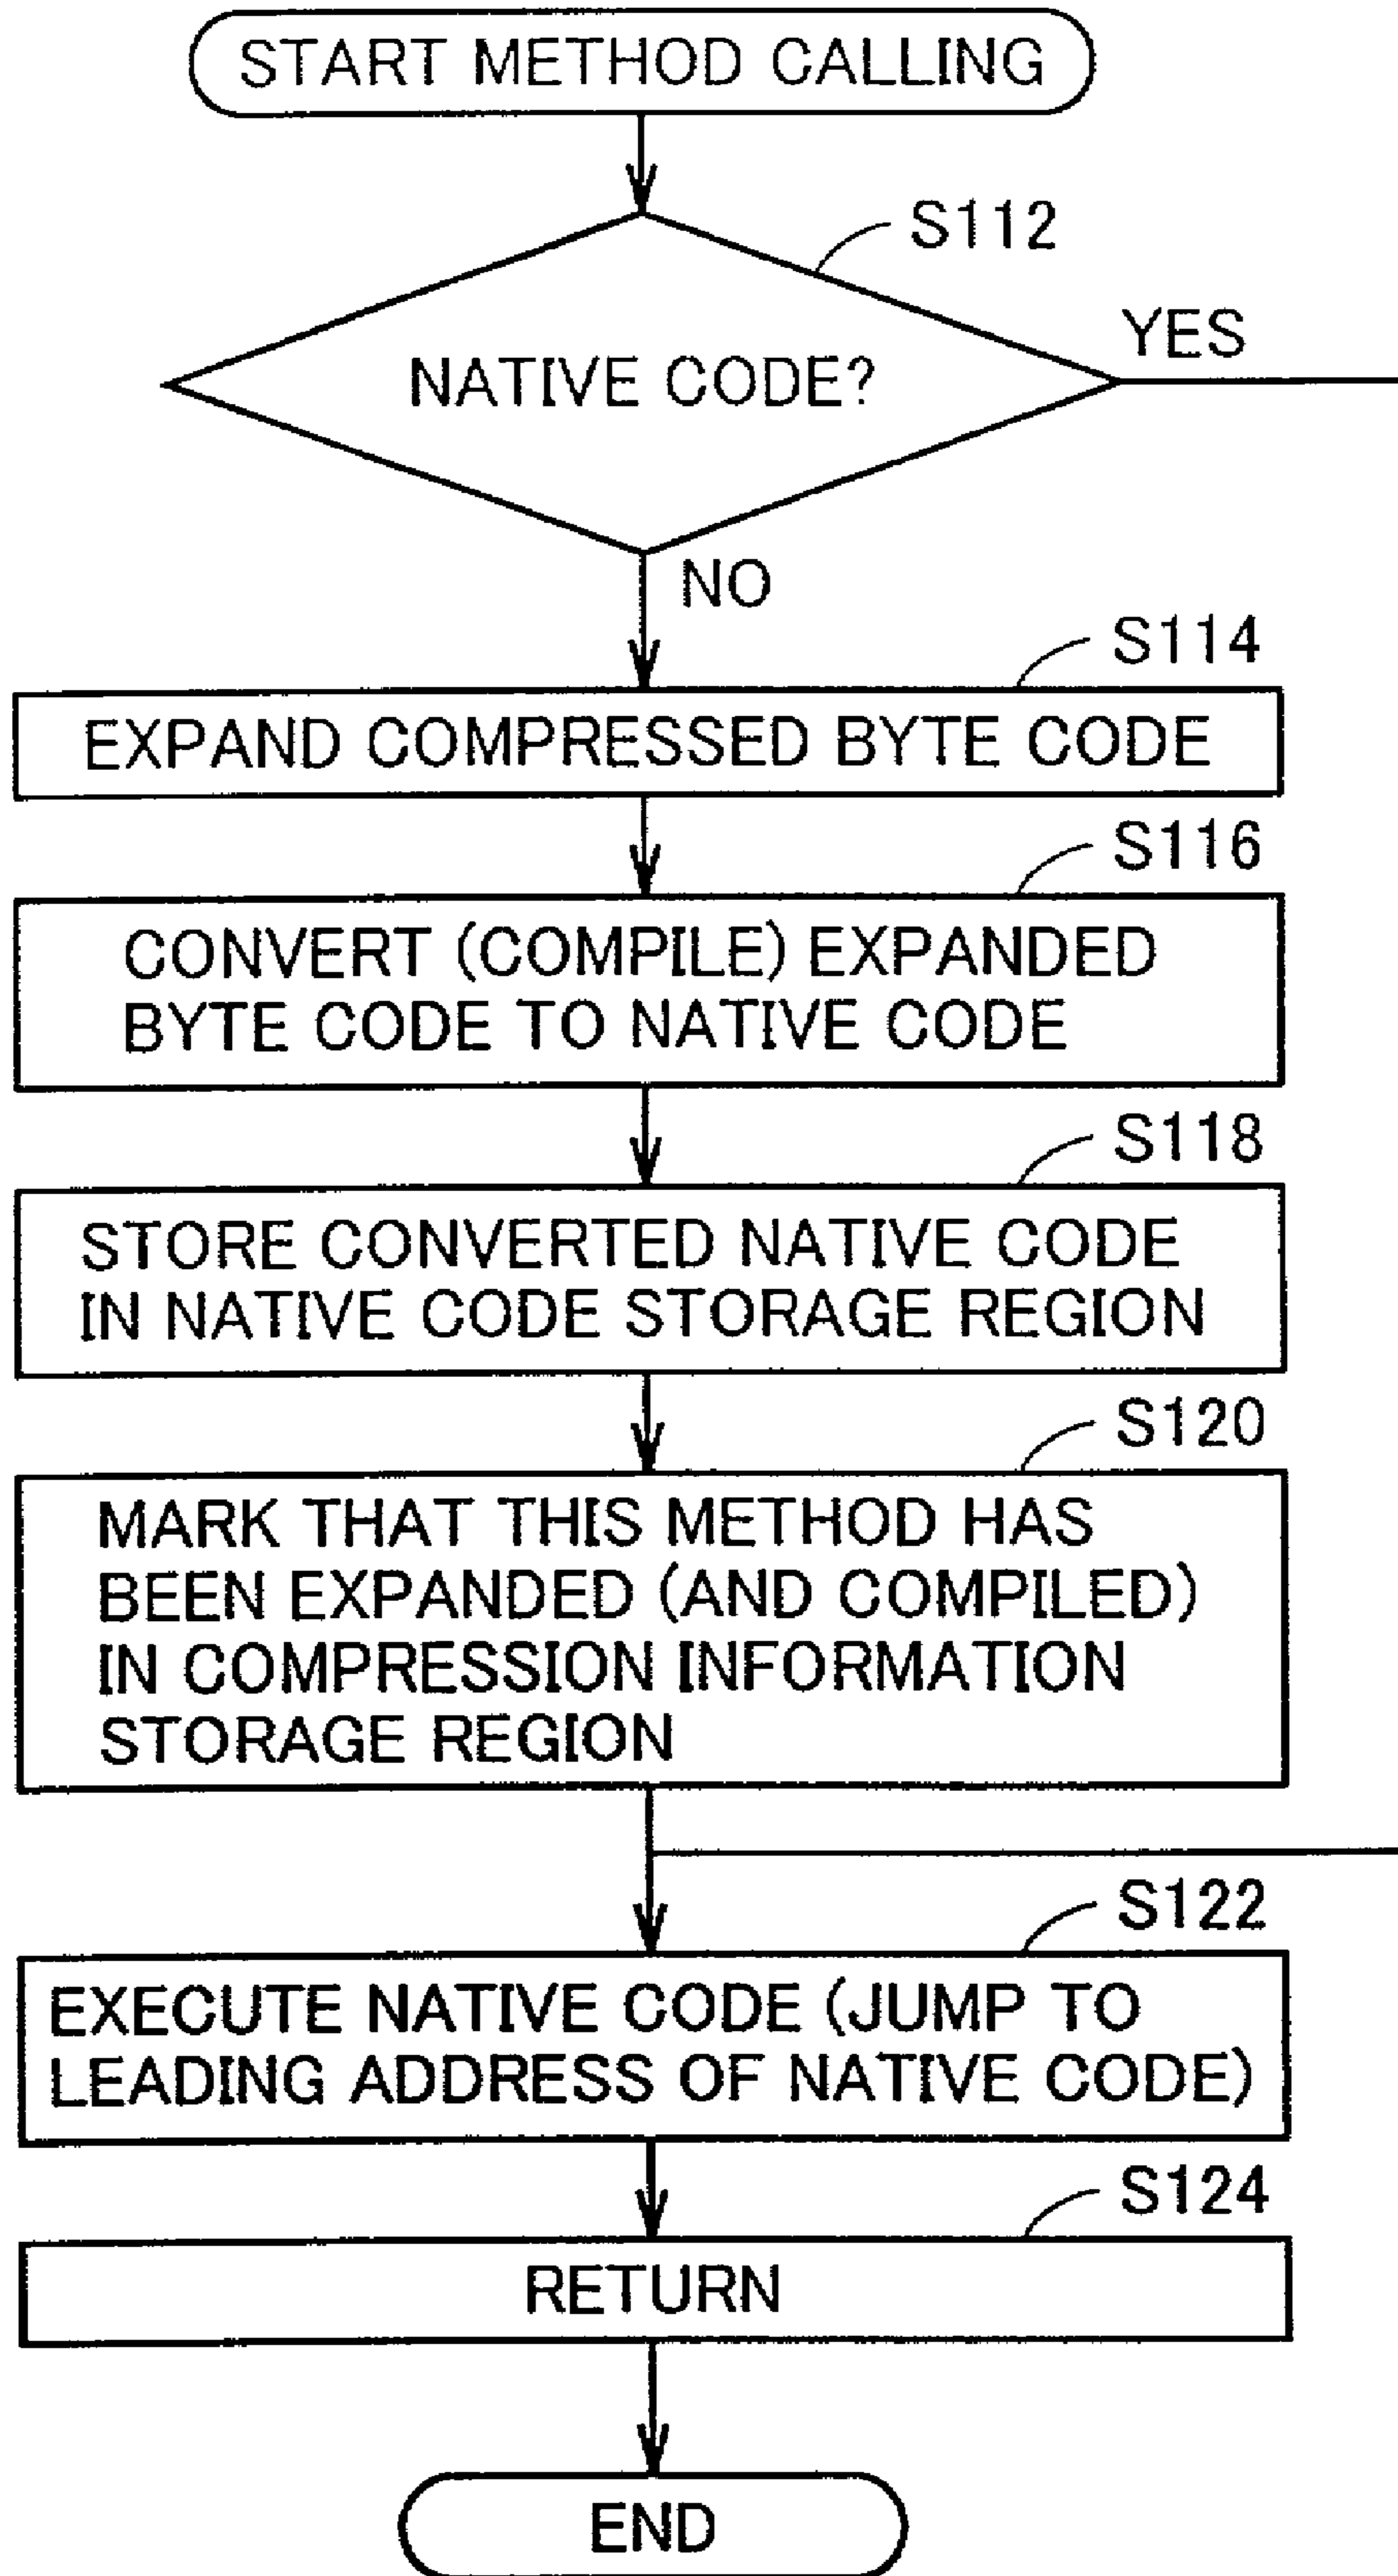 START METHOD CALLING
S112
YES
NATIVE CODE?
NO
S114
EXPAND COMPRESSED BYTE CODE
S116
CONVERT (COMPILE) EXPANDED
BYTE CODE TO NATIVE CODE
S118
STORE CONVERTED NATIVE CODE
IN NATIVE CODE STORAGE REGION
S120
MARK THAT THIS METHOD HAS
BEEN EXPANDED (AND COMPILED)
IN COMPRESSION INFORMATION
STORAGE REGION
S122
EXECUTE NATIVE CODE (JUMP TO
LEADING ADDRESS OF NATIVE CODE)
S124
RETURN
END